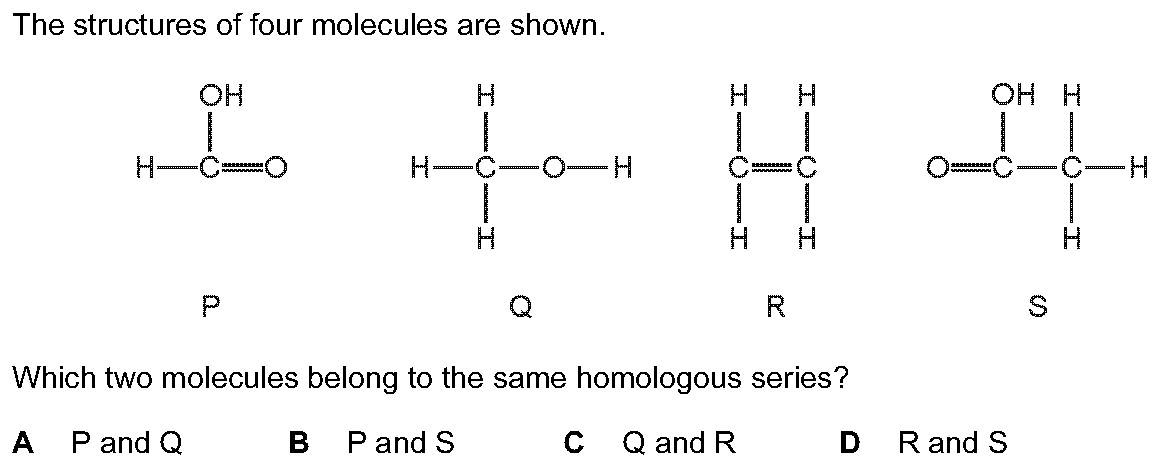 The structures of four molecules are shown.
OH H H H OH H
H C O H C O H C C O C C H
H H H H
P Q R S
Which two molecules belong to the same homologous series?
A P and Q B P and S C Q and R D R and S